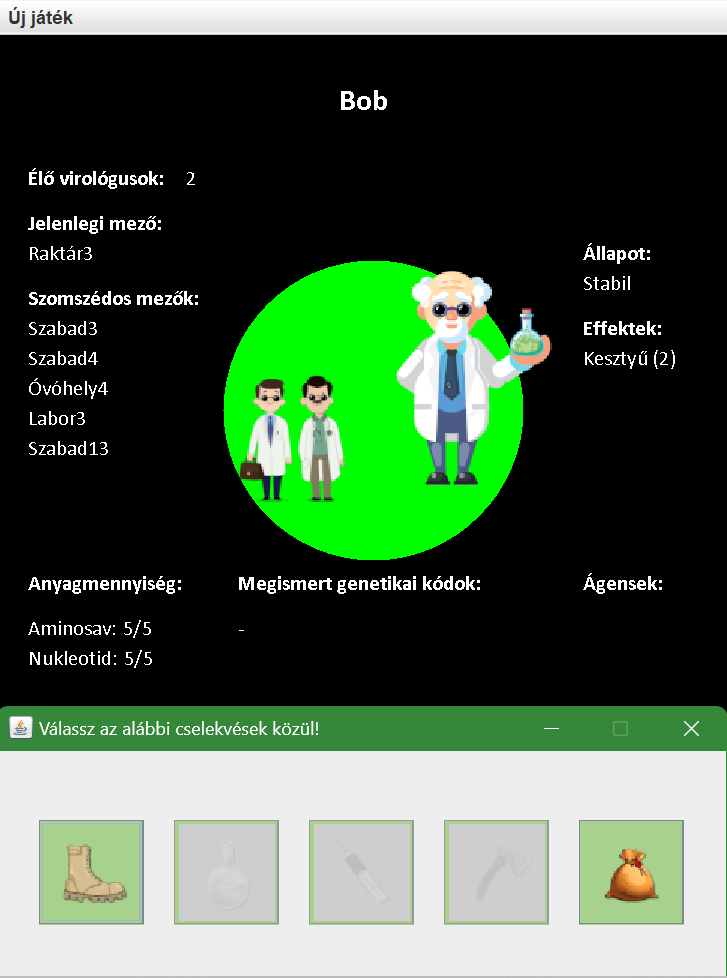 Új játék
Bob
Élő virológusok: 2
Jelenlegi mező:
Raktár3
Szomszédos mezők:
Szabad3
Szabad4
Óvóhely4
Labor3
Szabad13
Állapot:
Stabil
Effektek:
Kesztyű (2)
Anyagmennyiség:
Aminosav: 5/5
Nukleotid: 5/5
Megismert genetikai kódok:
-
Ágensek:
Válassz az alábbi cselekvések közül!